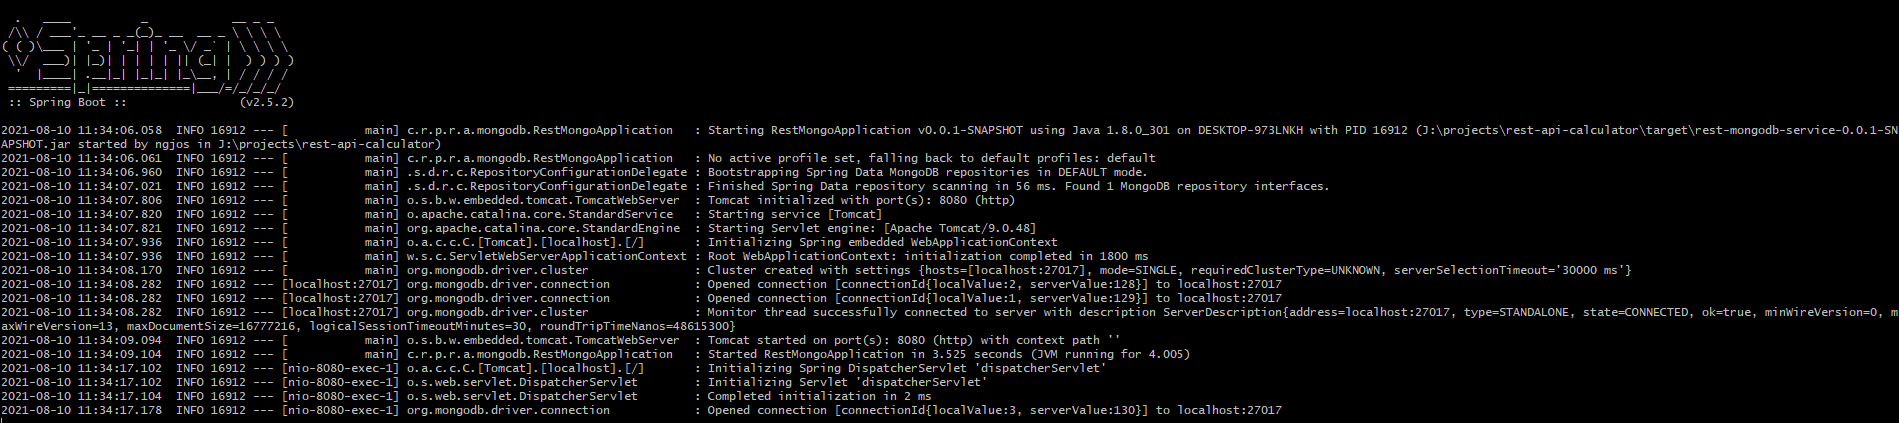 .   ____          _            __ _ _
 /\\ / ___'_ __ _ _(_)_ __  __ _ \ \ \ \
( ( )\___ | '_ | '_| | '_ \/ _` | \ \ \ \
 \\/  ___)| |_)| | | | | || (_| |  ) ) ) )
  '  |____| .__|_| |_|_| |_\__, | / / / /
 =========|_|==============|___/=/_/_/_/
 :: Spring Boot ::                (v2.5.2)
2021-08-10 11:34:06.058  INFO 16912 --- [           main] c.r.p.r.a.mongodb.RestMongoApplication   : Starting RestMongoApplication v0.0.1-SNAPSHOT using Java 1.8.0_301 on DESKTOP-973LNKH with PID 16912 (J:\projects\rest-api-calculator\target\rest-mongodb-service-0.0.1-SN
APSHOT.jar started by ngjos in J:\projects\rest-api-calculator)
2021-08-10 11:34:06.061  INFO 16912 --- [           main] c.r.p.r.a.mongodb.RestMongoApplication   : No active profile set, falling back to default profiles: default
2021-08-10 11:34:06.960  INFO 16912 --- [           main] .s.d.r.c.RepositoryConfigurationDelegate : Bootstrapping Spring Data MongoDB repositories in DEFAULT mode.
2021-08-10 11:34:07.021  INFO 16912 --- [           main] .s.d.r.c.RepositoryConfigurationDelegate : Finished Spring Data repository scanning in 56 ms. Found 1 MongoDB repository interfaces.
2021-08-10 11:34:07.806  INFO 16912 --- [           main] o.s.b.w.embedded.tomcat.TomcatWebServer  : Tomcat initialized with port(s): 8080 (http)
2021-08-10 11:34:07.820  INFO 16912 --- [           main] o.apache.catalina.core.StandardService   : Starting service [Tomcat]
2021-08-10 11:34:07.821  INFO 16912 --- [           main] org.apache.catalina.core.StandardEngine  : Starting Servlet engine: [Apache Tomcat/9.0.48]
2021-08-10 11:34:07.936  INFO 16912 --- [           main] o.a.c.c.C.[Tomcat].[localhost].[/]       : Initializing Spring embedded WebApplicationContext
2021-08-10 11:34:07.936  INFO 16912 --- [           main] w.s.c.ServletWebServerApplicationContext : Root WebApplicationContext: initialization completed in 1800 ms
2021-08-10 11:34:08.170  INFO 16912 --- [           main] org.mongodb.driver.cluster               : Cluster created with settings {hosts=[localhost:27017], mode=SINGLE, requiredClusterType=UNKNOWN, serverSelectionTimeout='30000 ms'}
2021-08-10 11:34:08.282  INFO 16912 --- [localhost:27017] org.mongodb.driver.connection            : Opened connection [connectionId{localValue:2, serverValue:128}] to localhost:27017
2021-08-10 11:34:08.282  INFO 16912 --- [localhost:27017] org.mongodb.driver.connection            : Opened connection [connectionId{localValue:1, serverValue:129}] to localhost:27017
2021-08-10 11:34:08.282  INFO 16912 --- [localhost:27017] org.mongodb.driver.cluster               : Monitor thread successfully connected to server with description ServerDescription{address=localhost:27017, type=STANDALONE, state=CONNECTED, ok=true, minWireVersion=0, m
axWireVersion=13, maxDocumentSize=16777216, logicalSessionTimeoutMinutes=30, roundTripTimeNanos=48615300}
2021-08-10 11:34:09.094  INFO 16912 --- [           main] o.s.b.w.embedded.tomcat.TomcatWebServer  : Tomcat started on port(s): 8080 (http) with context path ''
2021-08-10 11:34:09.104  INFO 16912 --- [           main] c.r.p.r.a.mongodb.RestMongoApplication   : Started RestMongoApplication in 3.525 seconds (JVM running for 4.005)
2021-08-10 11:34:17.102  INFO 16912 --- [nio-8080-exec-1] o.a.c.c.C.[Tomcat].[localhost].[/]       : Initializing Spring DispatcherServlet 'dispatcherServlet'
2021-08-10 11:34:17.102  INFO 16912 --- [nio-8080-exec-1] o.s.web.servlet.DispatcherServlet        : Initializing Servlet 'dispatcherServlet'
2021-08-10 11:34:17.104  INFO 16912 --- [nio-8080-exec-1] o.s.web.servlet.DispatcherServlet        : Completed initialization in 2 ms
2021-08-10 11:34:17.178  INFO 16912 --- [nio-8080-exec-1] org.mongodb.driver.connection            : Opened connection [connectionId{localValue:3, serverValue:130}] to localhost:27017